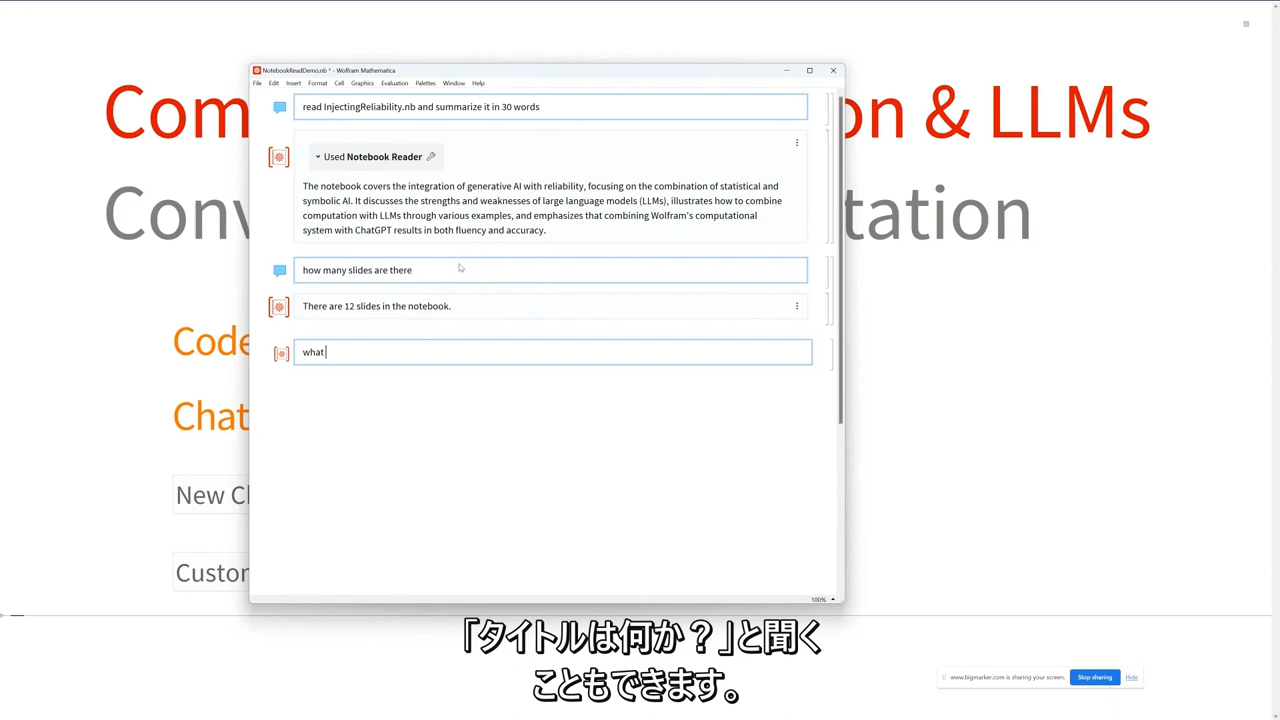 Com
on & LLMs
Conv
tation
NotebookReadDemo.nb * - Wolfram Mathematica
File Edit Insert Format Cell Graphics Evaluation Palettes Window Help
read InjectingReliability.nb and summarize it in 30 words
Used Notebook Reader
The notebook covers the integration of generative AI with reliability, focusing on the combination of statistical and
symbolic AI. It discusses the strengths and weaknesses of large language models (LLMs), illustrates how to combine
computation with LLMs through various examples, and emphasizes that combining Wolfram's computational
system with ChatGPT results in both fluency and accuracy.
how many slides are there
There are 12 slides in the notebook.
what
Code
Chat
New Cl
Custor
100%
「タイトルは何か？」と聞く
こともできます。
www.bigmarker.com is sharing your screen. Stop sharing Hide